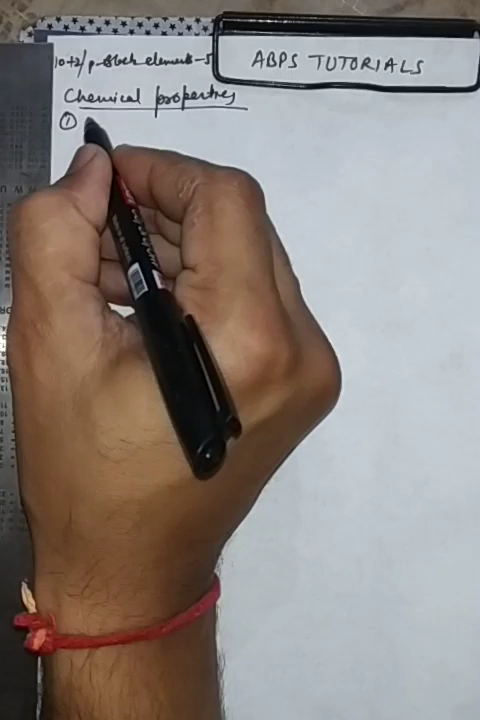 10+2/p-block elements-5
ABPS TUTORIALS
Chemical properties
①